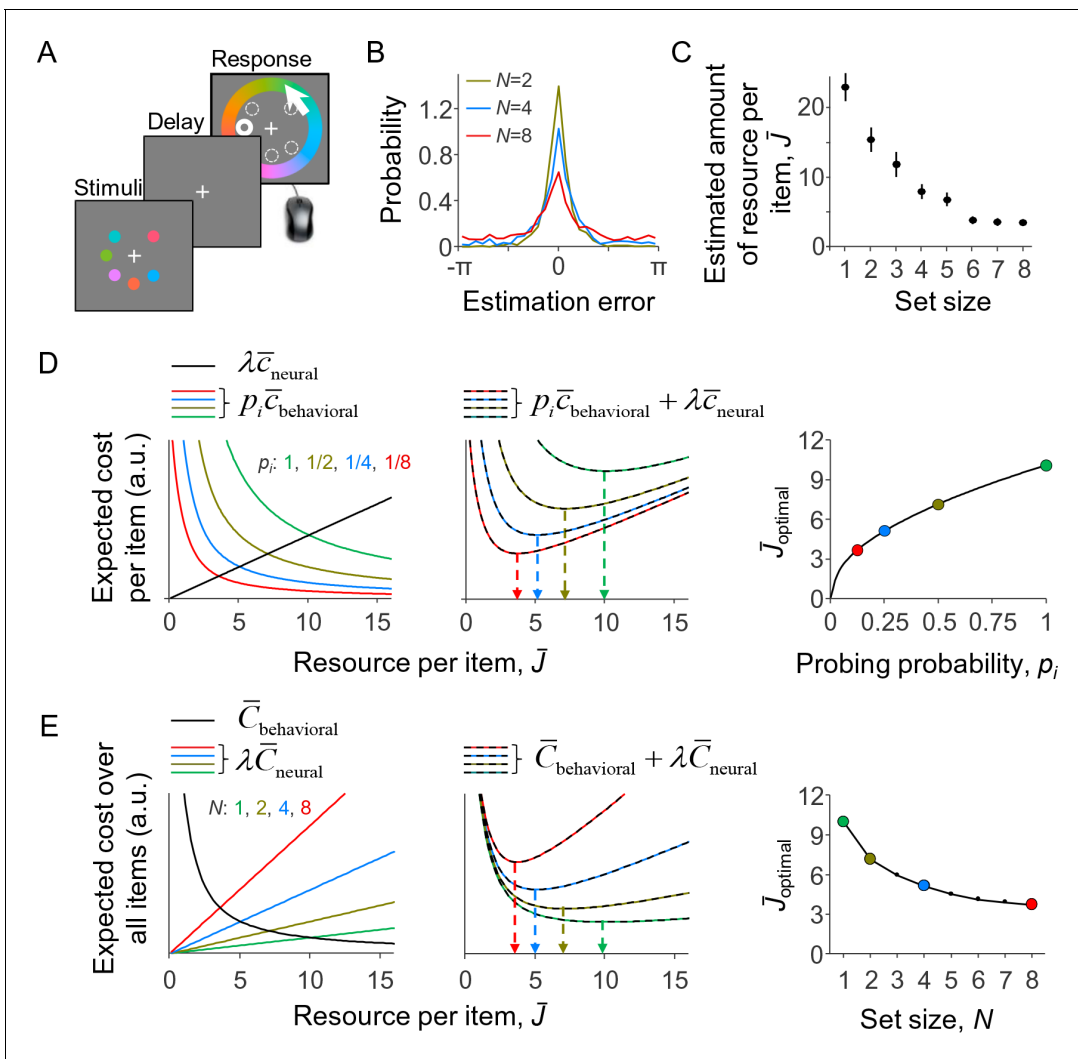 A
Stimuli
Delay
Response
B
N=2
N=4
N=8
Probability
1.2
0.8
0.4
0
-π
0
π
Estimation error
C
Estimated amount
of resource per
item, J̄
20
10
0
1 2 3 4 5 6 7 8
Set size
D
λc̄neural
pic̄behavioral
pi: 1, 1/2, 1/4, 1/8
Expected cost
per item (a.u.)
0 5 10 15
pic̄behavioral + λc̄neural
0 5 10 15
Resource per item, J̄
J̄optimal
12
9
6
3
0
0 0.25 0.5 0.75 1
Probing probability, pi
E
C̄behavioral
λC̄neural
N: 1, 2, 4, 8
Expected cost over
all items (a.u.)
0 5 10 15
C̄behavioral + λC̄neural
0 5 10 15
Resource per item, J̄
J̄optimal
12
9
6
3
0
1 2 3 4 5 6 7 8
Set size, N